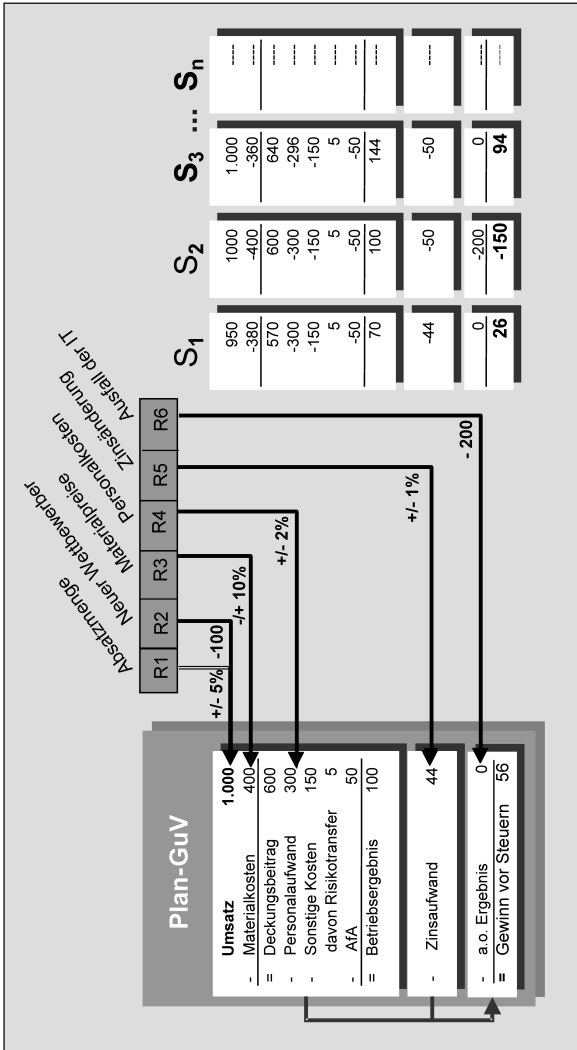 Plan-GuV
Umsatz 1.000
- Materialkosten 400
= Deckungsbeitrag 600
- Personalaufwand 300
- Sonstige Kosten 150
davon Risikotransfer 5
- AfA 50
= Betriebsergebnis 100
- Zinsaufwand 44
- a.o. Ergebnis 0
= Gewinn vor Steuern 56
Absatzmenge
Neuer Wettbewerber
Materialpreise
Personalkosten
Zinsänderung
Ausfall der IT
R1 R2 R3 R4 R5 R6
+/- 5% -100
-/+ 10%
+/- 2%
+/- 1%
- 200
S1 S2 S3 ... Sn
950 1000 1.000 ----
-380 -400 -360 ----
570 600 640 ----
-300 -300 -296 ----
-150 -150 -150 ----
5 5 5 ----
-50 -50 -50 ----
70 100 144 ----
-44 -50 -50 ----
0 -200 0 ----
26 -150 94 ----